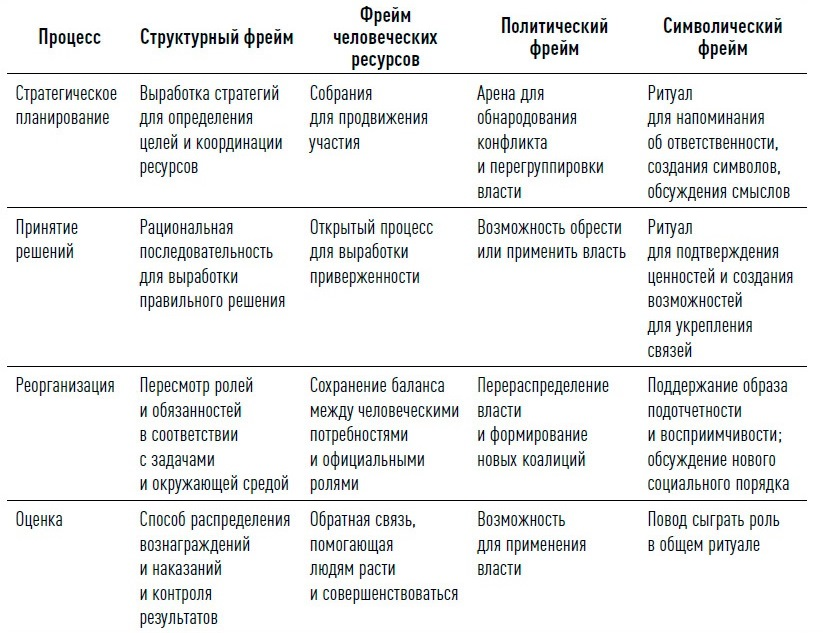 Процесс
Структурный фрейм
Фрейм
человеческих
ресурсов
Политический
фрейм
Символический
фрейм
Стратегическое
планирование
Выработка стратегий
для определения
целей и координации
ресурсов
Собрания
для продвижения
участия
Арена для
обнародования
конфликта
и перегруппировки
власти
Ритуал
для напоминания
об ответственности,
создания символов,
обсуждения смыслов
Принятие
решений
Рациональная
последовательность
для выработки
правильного решения
Открытый процесс
для выработки
приверженности
Возможность обрести
или применить власть
Ритуал
для подтверждения
ценностей и создания
возможностей
для укрепления
связей
Реорганизация
Пересмотр ролей
и обязанностей
в соответствии
с задачами
и окружающей средой
Сохранение баланса
между человеческими
потребностями
и официальными
ролями
Перераспределение
власти
и формирование
новых коалиций
Поддержание образа
подотчетности
и восприимчивости;
обсуждение нового
социального порядка
Оценка
Способ распределения
вознаграждений
и наказаний
и контроля
результатов
Обратная связь,
помогающая
людям расти
и совершенствоваться
Возможность
для применения
власти
Повод сыграть роль
в общем ритуале